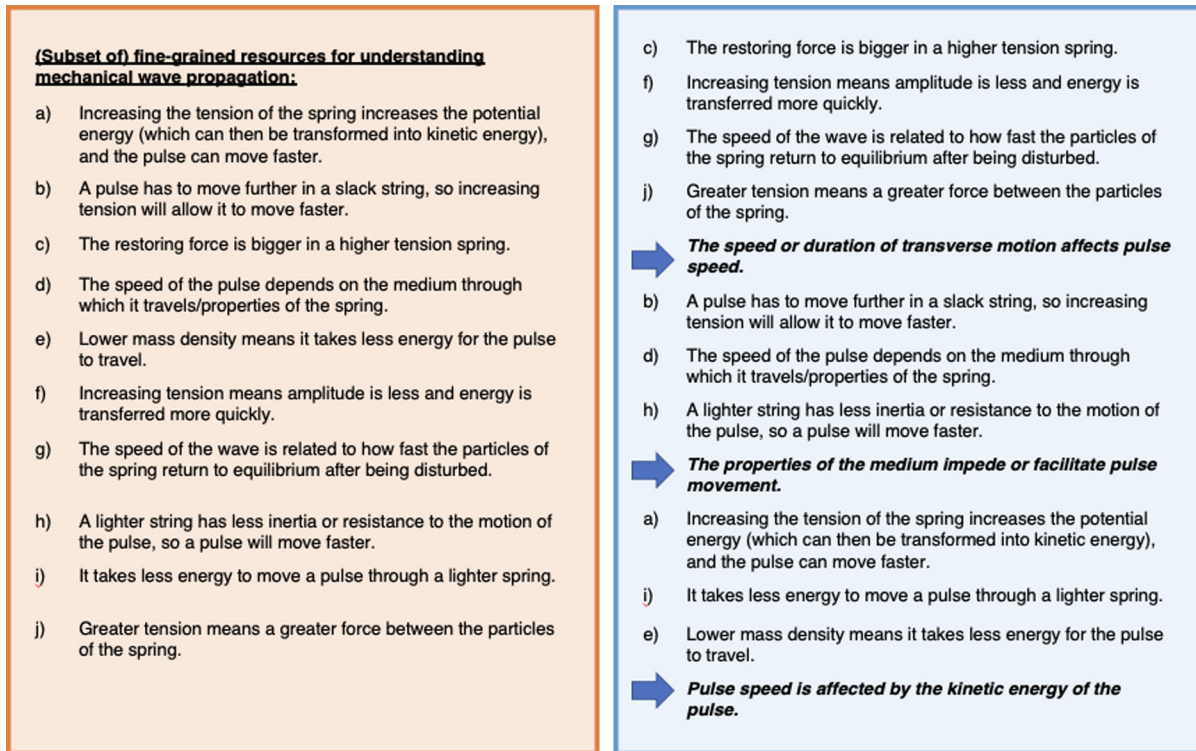 (Subset of) fine-grained resources for understanding
mechanical wave propagation:
a) Increasing the tension of the spring increases the potential
energy (which can then be transformed into kinetic energy),
and the pulse can move faster.
b) A pulse has to move further in a slack string, so increasing
tension will allow it to move faster.
c) The restoring force is bigger in a higher tension spring.
d) The speed of the pulse depends on the medium through
which it travels/properties of the spring.
e) Lower mass density means it takes less energy for the pulse
to travel.
f) Increasing tension means amplitude is less and energy is
transferred more quickly.
g) The speed of the wave is related to how fast the particles of
the spring return to equilibrium after being disturbed.
h) A lighter string has less inertia or resistance to the motion of
the pulse, so a pulse will move faster.
i) It takes less energy to move a pulse through a lighter spring.
j) Greater tension means a greater force between the particles
of the spring.
c) The restoring force is bigger in a higher tension spring.
f) Increasing tension means amplitude is less and energy is
transferred more quickly.
g) The speed of the wave is related to how fast the particles of
the spring return to equilibrium after being disturbed.
j) Greater tension means a greater force between the particles
of the spring.
The speed or duration of transverse motion affects pulse
speed.
b) A pulse has to move further in a slack string, so increasing
tension will allow it to move faster.
d) The speed of the pulse depends on the medium through
which it travels/properties of the spring.
h) A lighter string has less inertia or resistance to the motion of
the pulse, so a pulse will move faster.
The properties of the medium impede or facilitate pulse
movement.
a) Increasing the tension of the spring increases the potential
energy (which can then be transformed into kinetic energy),
and the pulse can move faster.
i) It takes less energy to move a pulse through a lighter spring.
e) Lower mass density means it takes less energy for the pulse
to travel.
Pulse speed is affected by the kinetic energy of the
pulse.